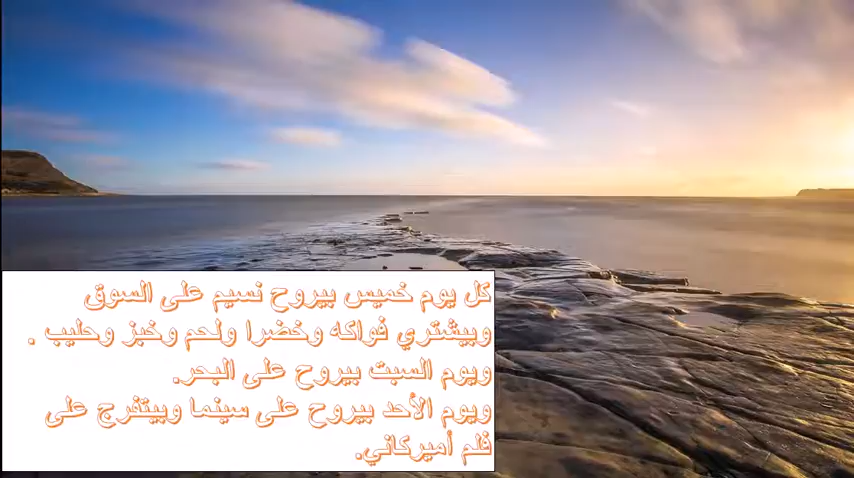 كل يوم خميس بيروح نسيم على السوق
وبيشتري فواكه وخضرا ولحم وخبز وحليب .
ويوم السبت بيروح على البحر.
ويوم الأحد بيروح على سينما وبيتفرج على
فلم أميركاني.